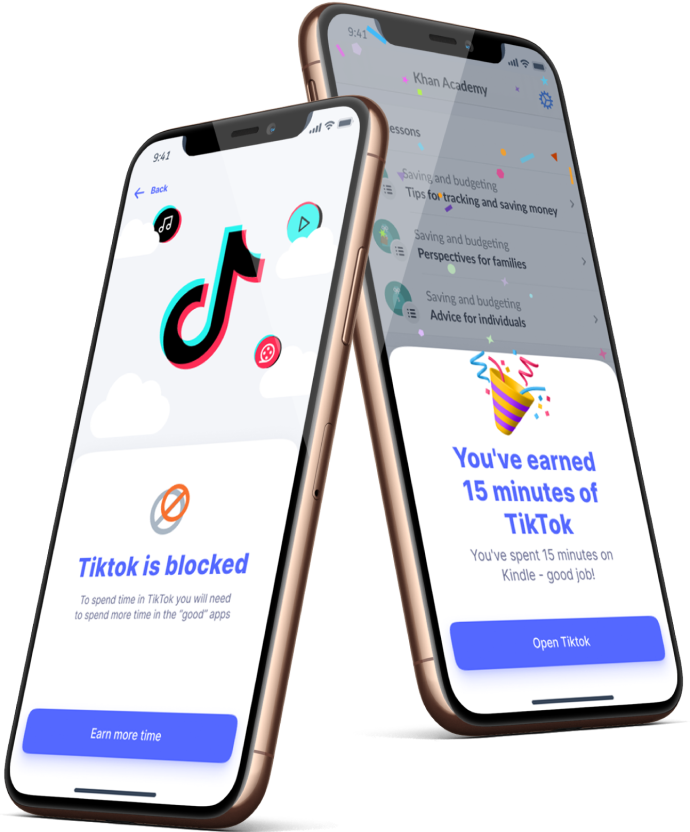 9:41
Back
Tiktok is blocked
To spend time in TikTok you will need
to spend more time in the "good" apps
Earn more time
9:41
Khan Academy
essons
Saving and budgeting
Tips for tracking and saving money
Saving and budgeting
Perspectives for families
Saving and budgeting
Advice for individuals
You've earned
15 minutes of
TikTok
You've spent 15 minutes on
Kindle - good job!
Open Tiktok